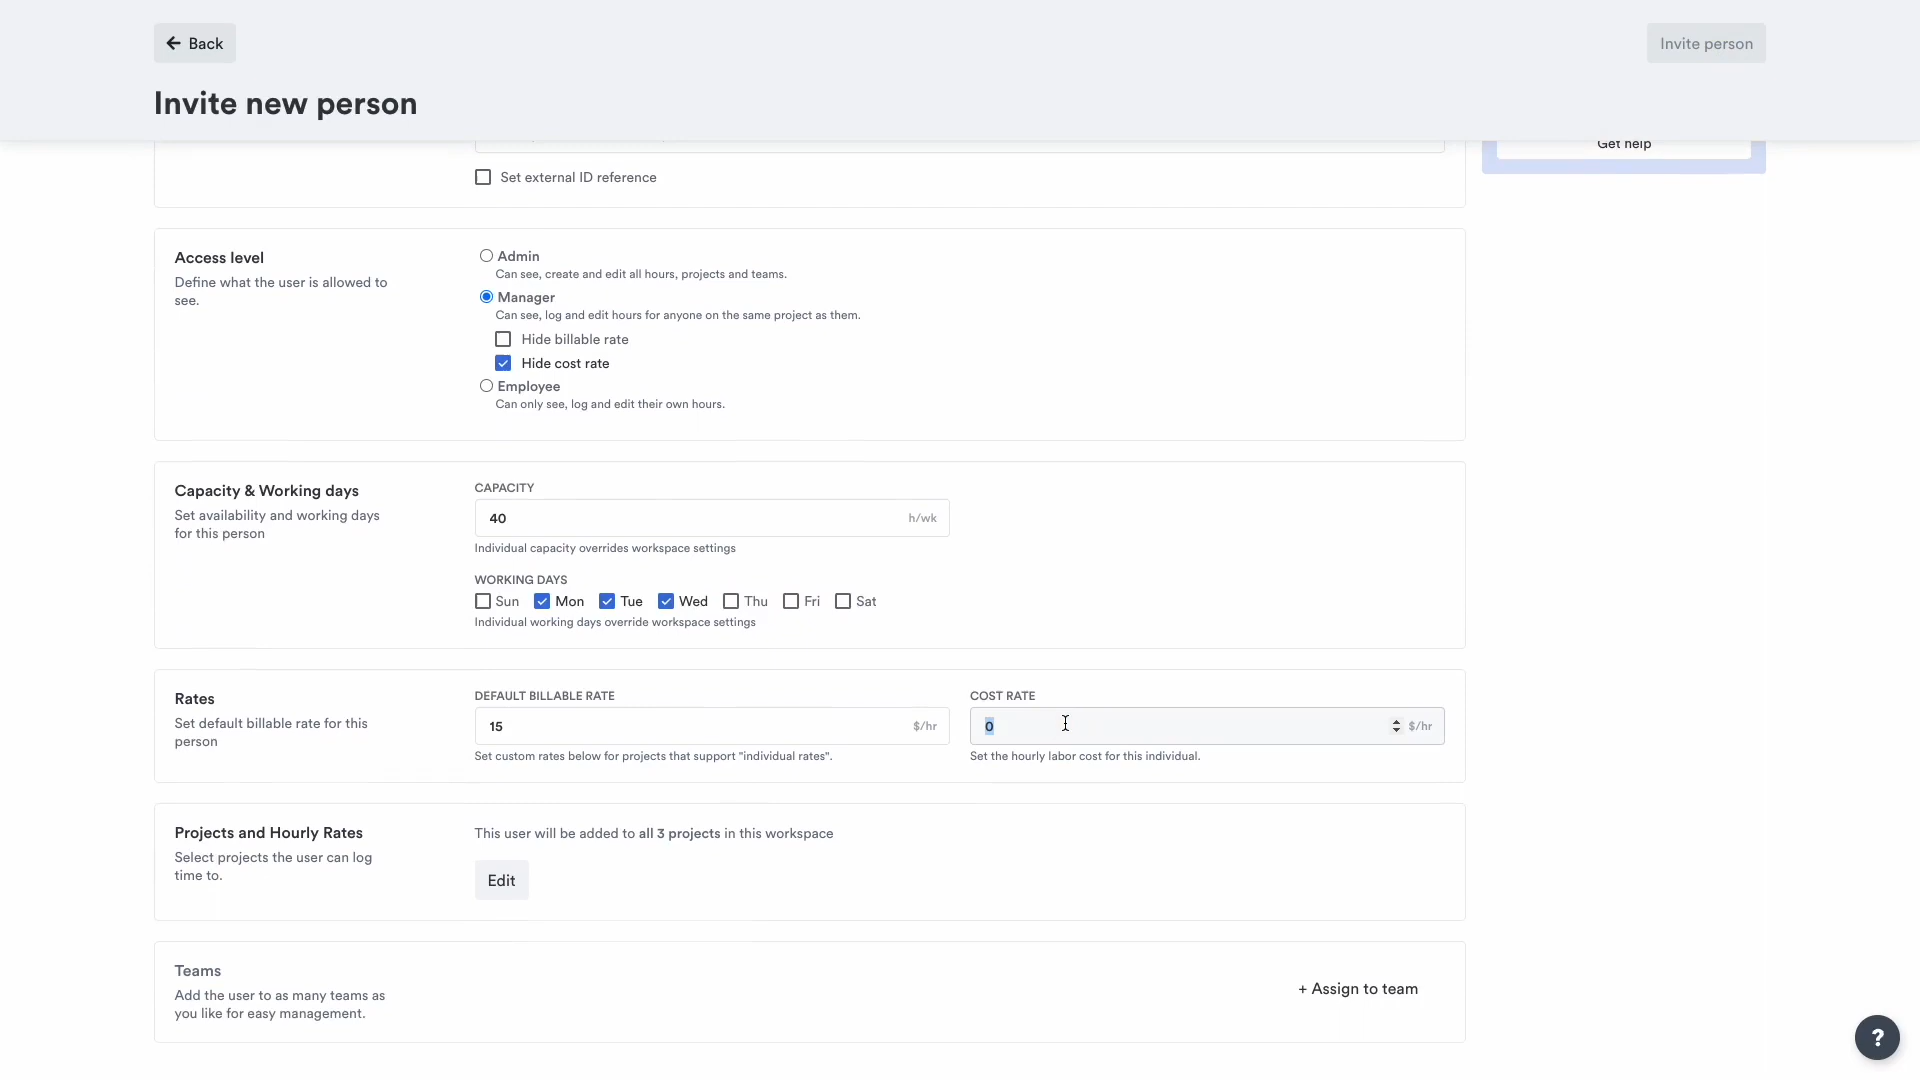 Back
Invite person
Invite new person
Get help
Set external ID reference
Access level
Define what the user is allowed to
see.
Admin
Can see, create and edit all hours, projects and teams.
Manager
Can see, log and edit hours for anyone on the same project as them.
Hide billable rate
Hide cost rate
Employee
Can only see, log and edit their own hours.
Capacity & Working days
Set availability and working days
for this person
CAPACITY
40 h/wk
Individual capacity overrides workspace settings
WORKING DAYS
Sun Mon Tue Wed Thu Fri Sat
Individual working days override workspace settings
Rates
Set default billable rate for this
person
DEFAULT BILLABLE RATE
15 $/hr
Set custom rates below for projects that support "individual rates".
COST RATE
0 $/hr
Set the hourly labor cost for this individual.
Projects and Hourly Rates
Select projects the user can log
time to.
This user will be added to all 3 projects in this workspace
Edit
Teams
Add the user to as many teams as
you like for easy management.
+ Assign to team
?